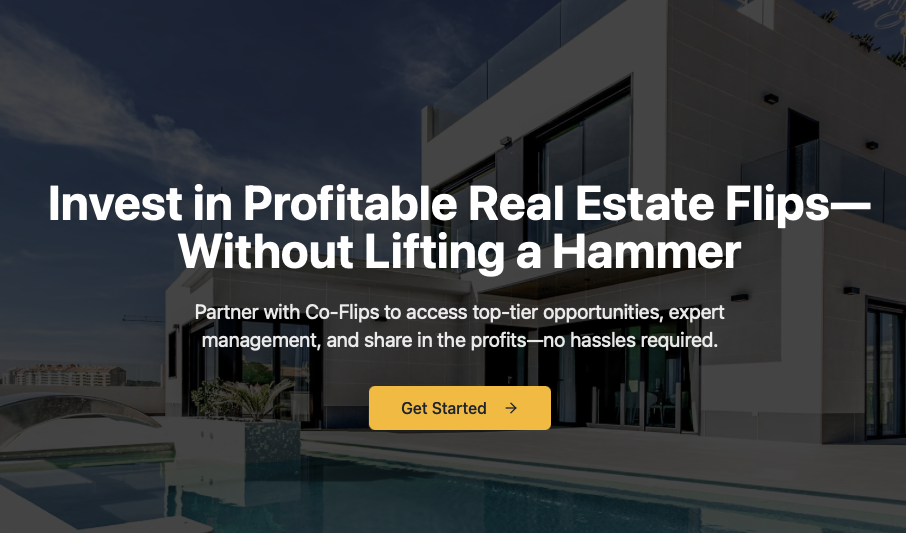 Invest in Profitable Real Estate Flips—
Without Lifting a Hammer
Partner with Co-Flips to access top-tier opportunities, expert
management, and share in the profits—no hassles required.
Get Started →